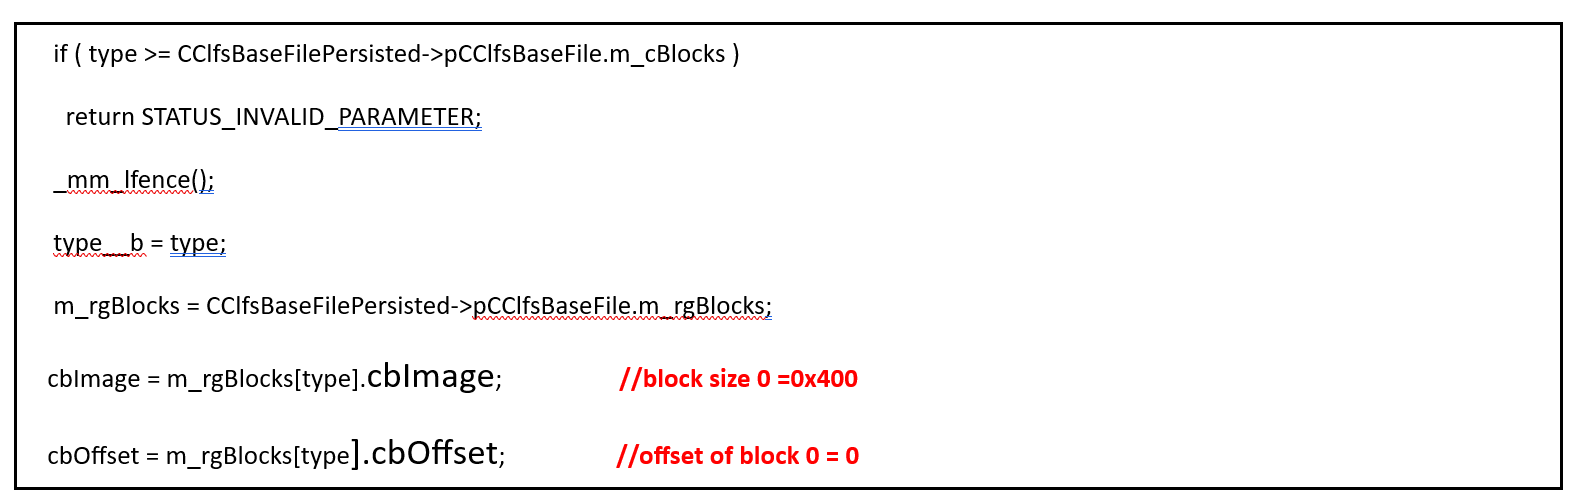 if ( type >= CClfsBaseFilePersisted->pCClfsBaseFile.m_cBlocks )
return STATUS_INVALID_PARAMETER;
_mm_lfence();
type__b = type;
m_rgBlocks = CClfsBaseFilePersisted->pCClfsBaseFile.m_rgBlocks;
cbImage = m_rgBlocks[type].cbImage; //block size 0 =0x400
cbOffset = m_rgBlocks[type].cbOffset; //offset of block 0 = 0